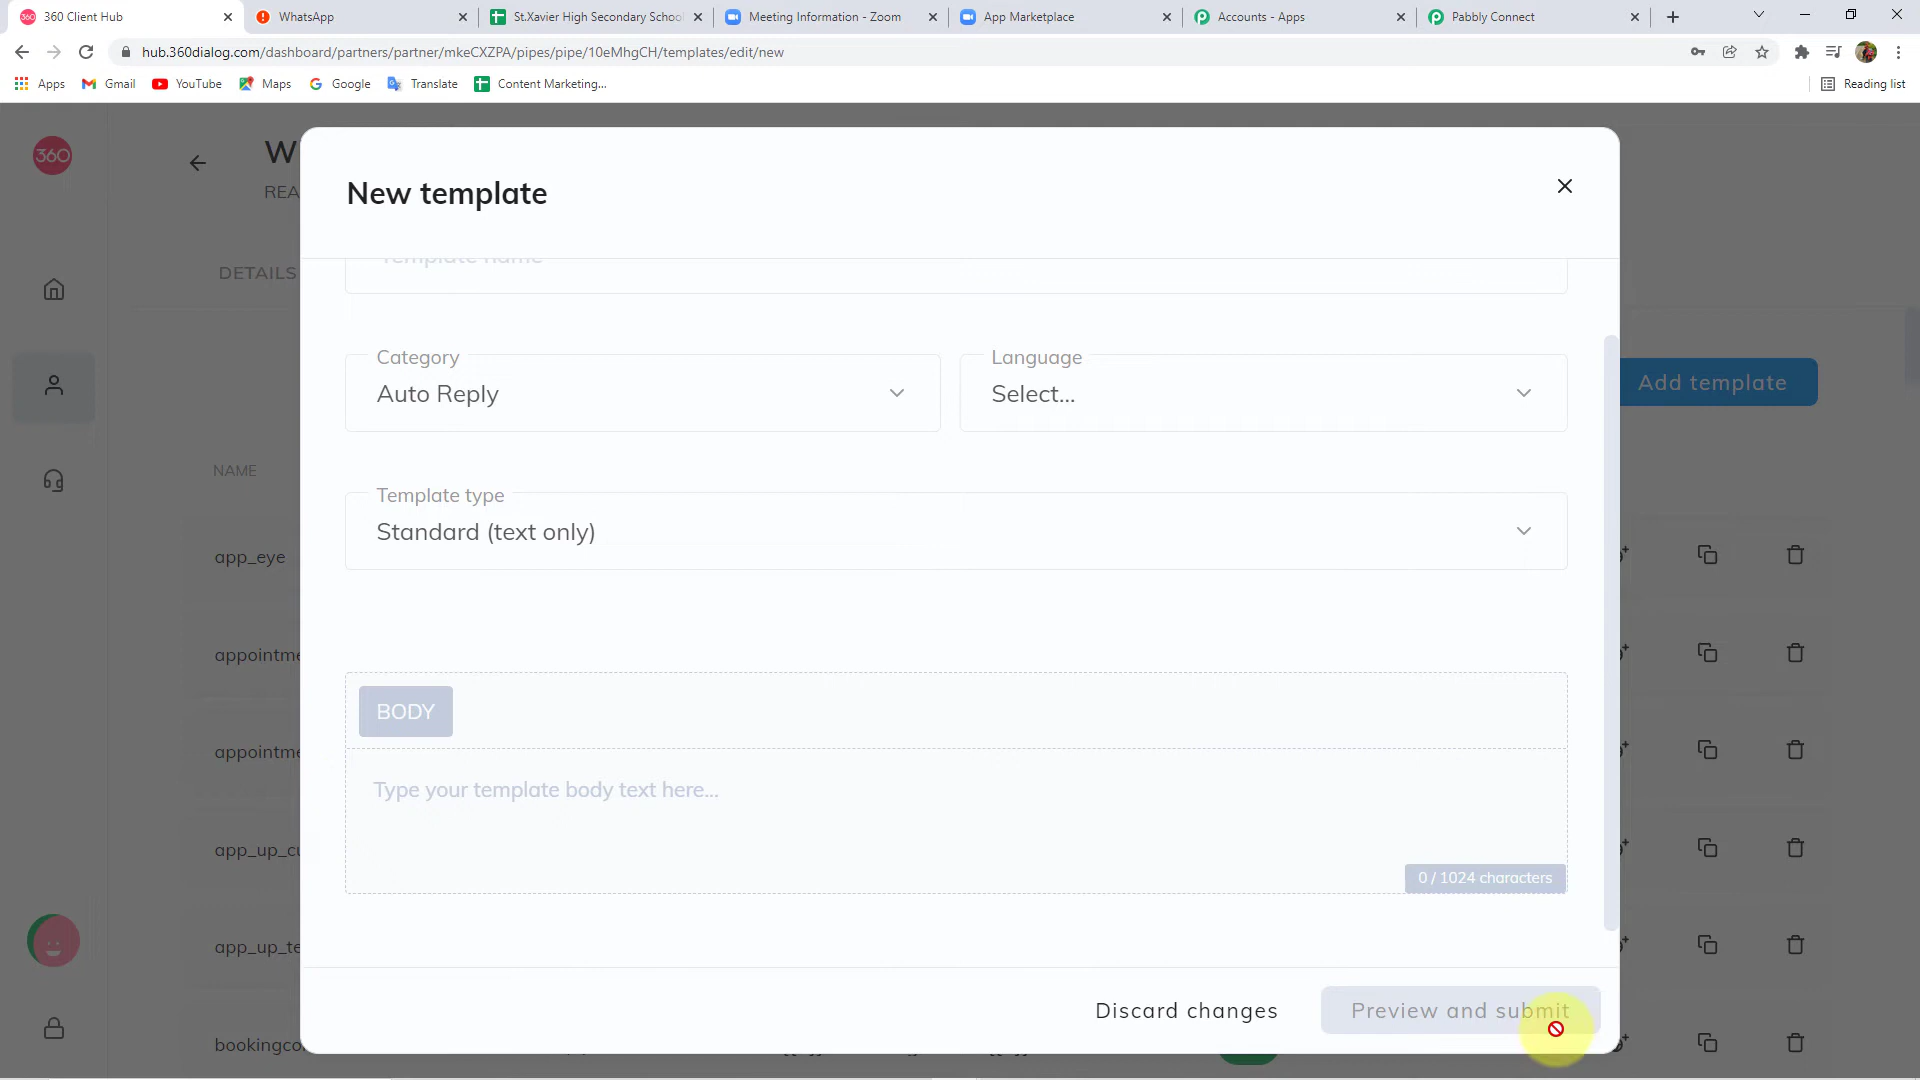 360 Client Hub
WhatsApp
St.Xavier High Secondary School
Meeting Information - Zoom
App Marketplace
Accounts - Apps
Pabbly Connect
hub.360dialog.com/dashboard/partners/partner/mkeCXZPA/pipes/pipe/10eMhgCH/templates/edit/new
Apps
Gmail
YouTube
Maps
Google
Translate
Content Marketing...
Reading list
360
W
REA
New template
DETAILS
Template name
Category
Auto Reply
Language
Select...
Add template
NAME
Template type
Standard (text only)
app_eye
appointme
BODY
appointme
Type your template body text here...
app_up_cu
0 / 1024 characters
app_up_te
Discard changes
Preview and submit
bookingco